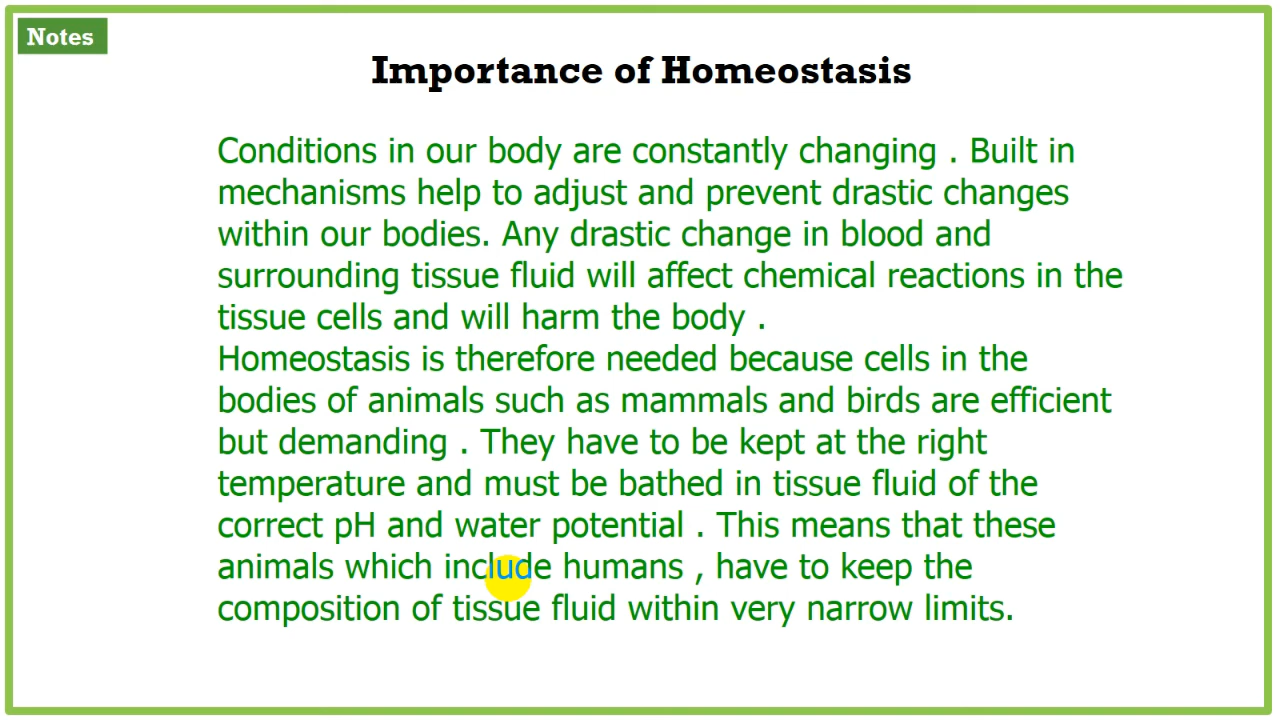 Notes
Importance of Homeostasis
Conditions in our body are constantly changing . Built in
mechanisms help to adjust and prevent drastic changes
within our bodies. Any drastic change in blood and
surrounding tissue fluid will affect chemical reactions in the
tissue cells and will harm the body .
Homeostasis is therefore needed because cells in the
bodies of animals such as mammals and birds are efficient
but demanding . They have to be kept at the right
temperature and must be bathed in tissue fluid of the
correct pH and water potential . This means that these
animals which include humans , have to keep the
composition of tissue fluid within very narrow limits.